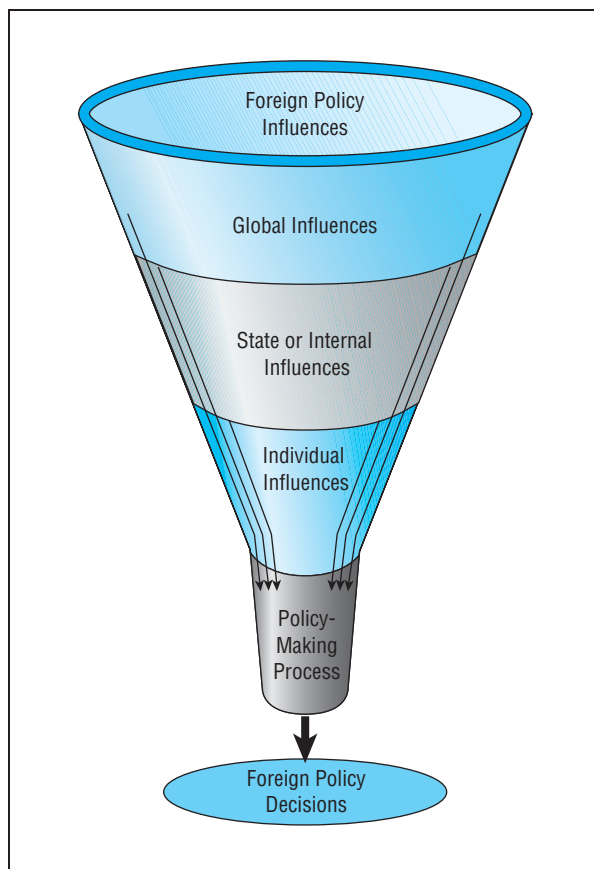 Foreign Policy
Influences
Global Influences
State or Internal
Influences
Individual
Influences
Policy-
Making
Process
Foreign Policy
Decisions